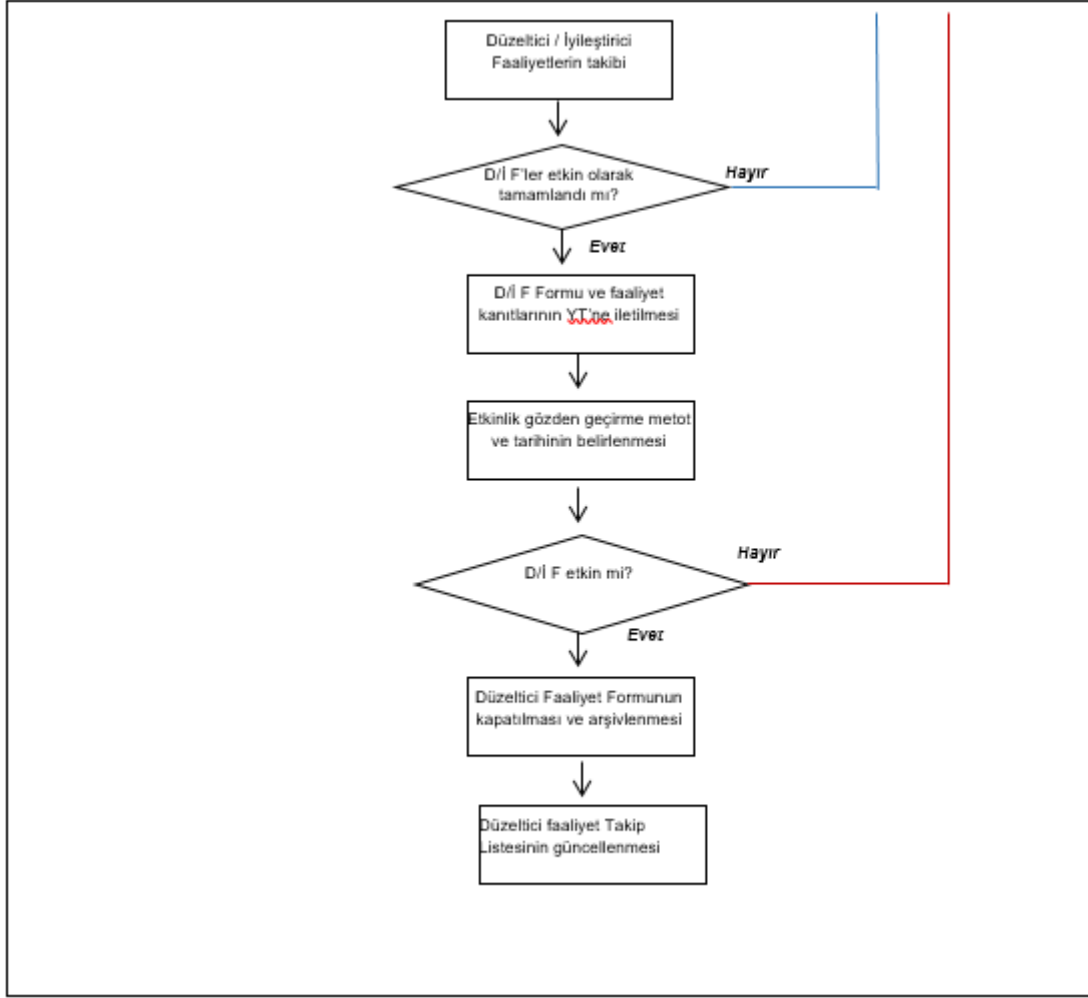 Düzeltici / İyileştirici
Faaliyetlerin takibi
D/İ F'ler etkin olarak
tamamlandı mı?
Hayır
Evet
D/İ F Formu ve faaliyet
kanıtlarının YT'ne iletilmesi
Etkinlik gözden geçirme metot
ve tarihinin belirlenmesi
Hayır
D/İ F etkin mi?
Evet
Düzeltici Faaliyet Formunun
kapatılması ve arşivlenmesi
Düzeltici faaliyet Takip
Listesinin güncellenmesi